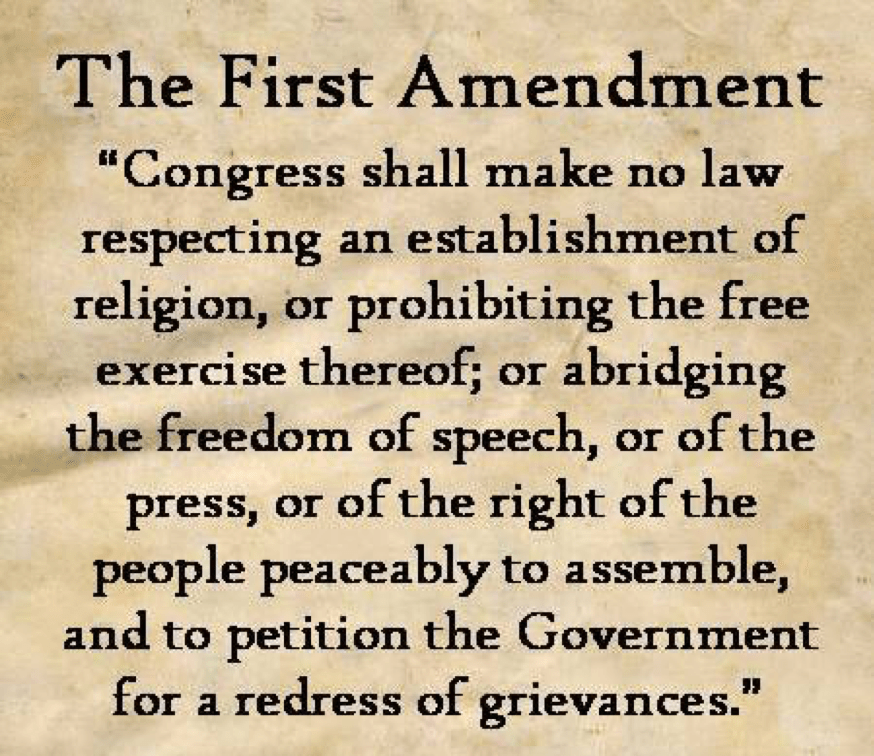 The First Amendment
"Congress shall make no law
respecting an establishment of
religion, or prohibiting the free
exercise thereof; or abridging
the freedom of speech, or of the
press, or of the right of the
people peaceably to assemble,
and to petition the Government
for a redress of grievances."